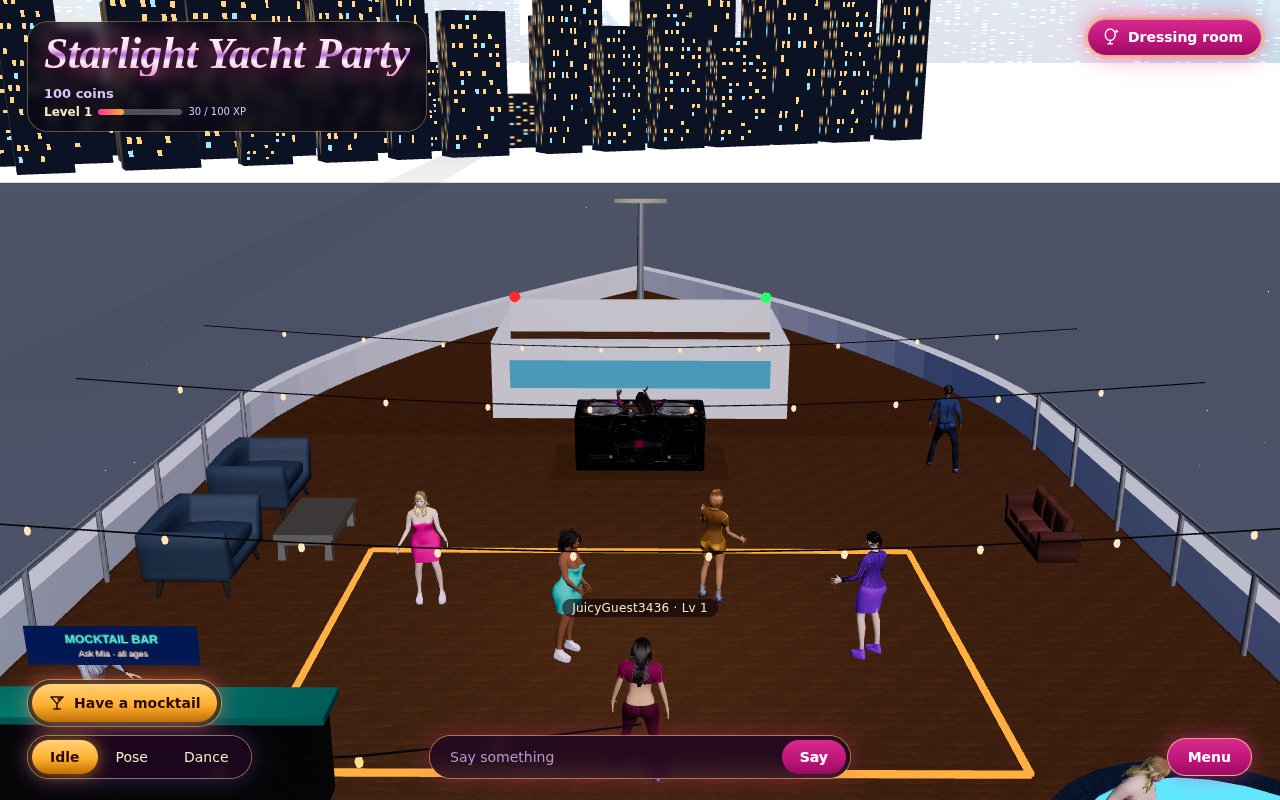 Starlight Yacht Party
100 coins
Level 1 30 / 100 XP
Dressing room
JuicyGuest3436 · Lv 1
MOCKTAIL BAR
Ask Mia - all ages
Have a mocktail
Idle Pose Dance
Say something Say
Menu